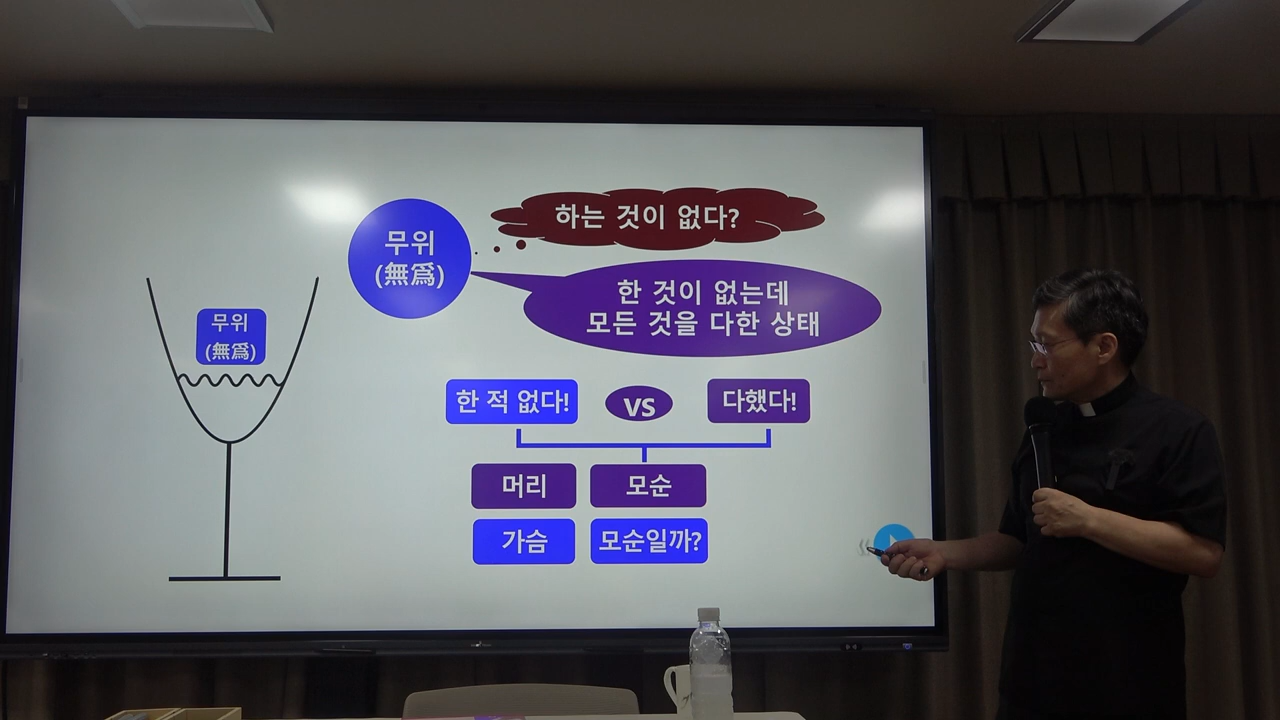 무위
(無爲)
하는 것이 없다?
한 것이 없는데
모든 것을 다한 상태
무위
(無爲)
한 적 없다!
VS
다했다!
머리
모순
가슴
모순일까?